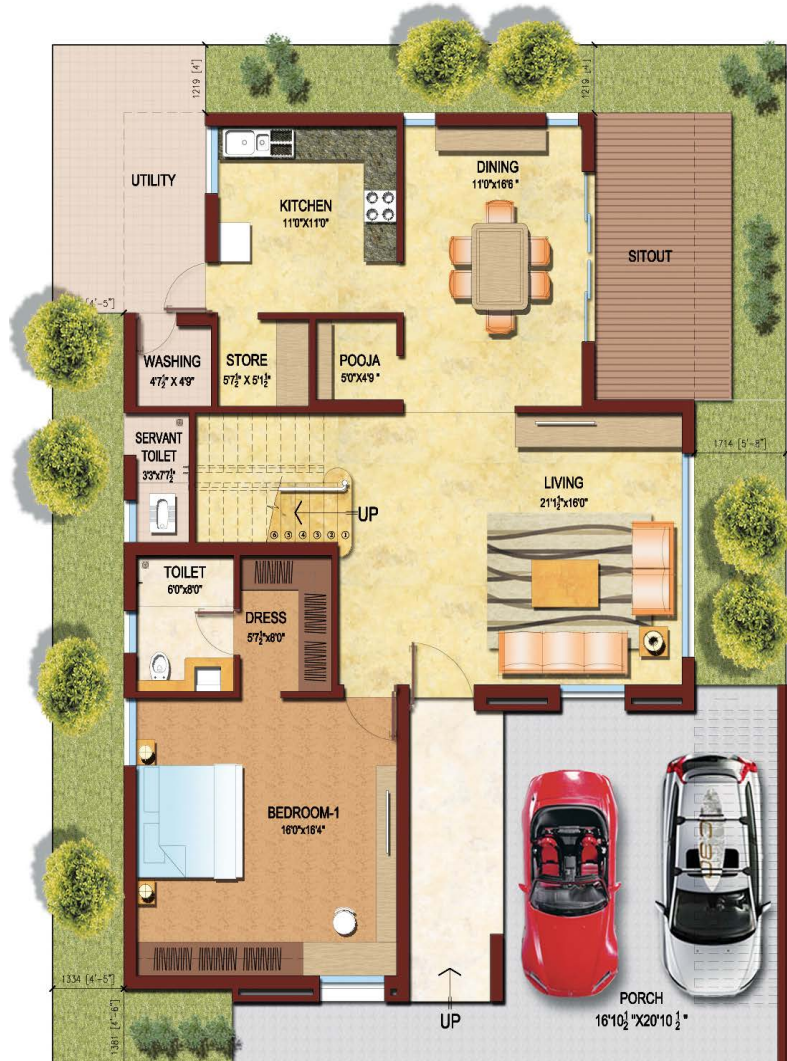 1219 [4']
1219 [4']
UTILITY
KITCHEN
11'0"X11'0"
DINING
11'0"x16'6"
SITOUT
[4'-5"]
WASHING
4'7½" X 4'9"
STORE
5'7½" X 5'1½"
POOJA
5'0"X4'9"
SERVANT
TOILET
3'3"x7'7½"
1714 [5'-8"]
LIVING
21'1½"x16'0"
UP
6 5 4 3 2 1
TOILET
6'0"x8'0"
DRESS
5'7½"x8'0"
BEDROOM-1
16'0"x16'4"
1334 [4'-5"]
1381 [4'-6"]
UP
PORCH
16'10½"X20'10½"